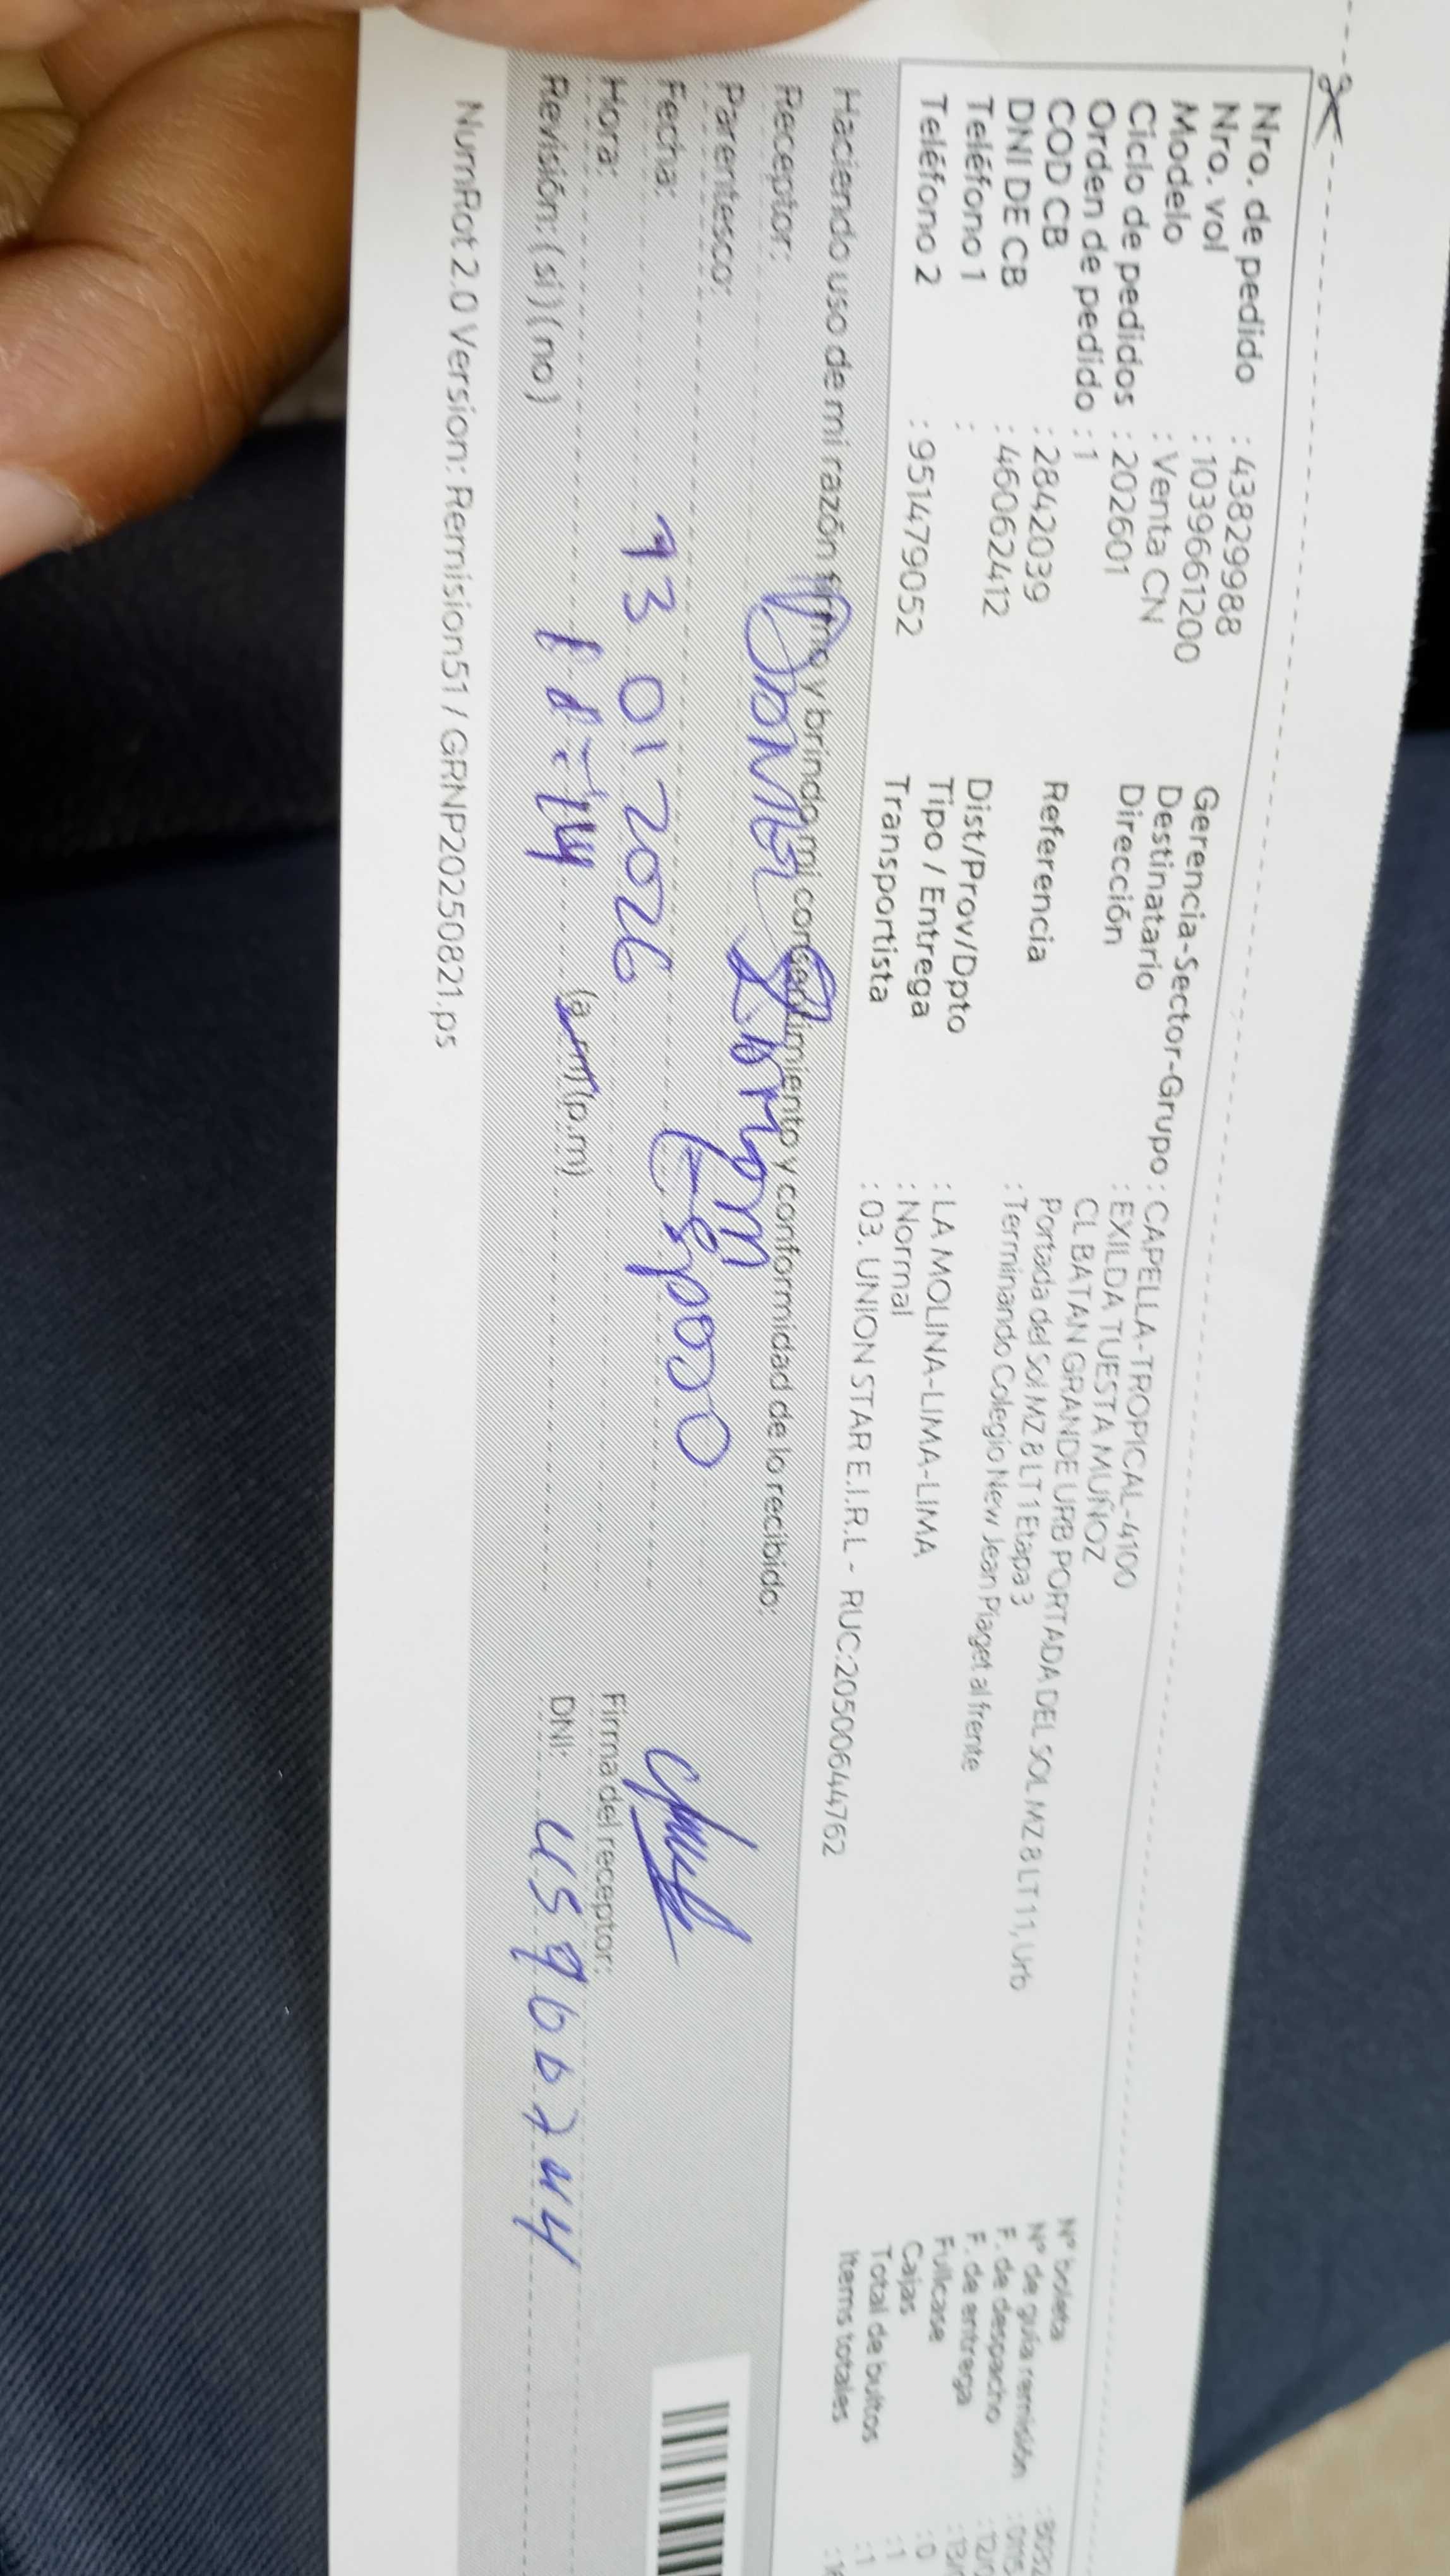 Nro. de pedido : 43829988
Nro. vol : 10396661200
Modelo : Venta CN
Ciclo de pedidos : 202601
Orden de pedido : 1
COD CB : 2842039
DNI DE CB : 46062412
Teléfono 1 :
Teléfono 2 : 951479052
Gerencia-Sector-Grupo : CAPELLA-TROPICAL-4100
Destinatario : EXILDA TUESTA MUÑOZ
Dirección CL BATAN GRANDE URB PORTADA DEL SOL MZ 8 LT 11, Urb
Portada del Sol MZ 8 LT 1 Etapa 3
Referencia : Terminando Colegio New Jean Piaget al frente
Dist/Prov/Dpto : LA MOLINA-LIMA-LIMA
Tipo / Entrega : Normal
Transportista : 03. UNION STAR E.I.R.L - RUC:20500644762
N° boleta
N° de guía remisión
F. de despacho
F. de entrega
Fullcase : 0
Cajas : 1
Total de bultos : 1
Items totales
Haciendo uso de mi razón firmo y brindo mi consentimiento y conformidad de lo recibido:
Receptor:
Parentesco: Esposo
Fecha: 13 01 2026
Hora: (a.m) (p.m)
Revisión: (si) (no)
Firma del receptor:
DNI:
NumRot 2.0 Version: Remision51 / GRNP20250821.ps